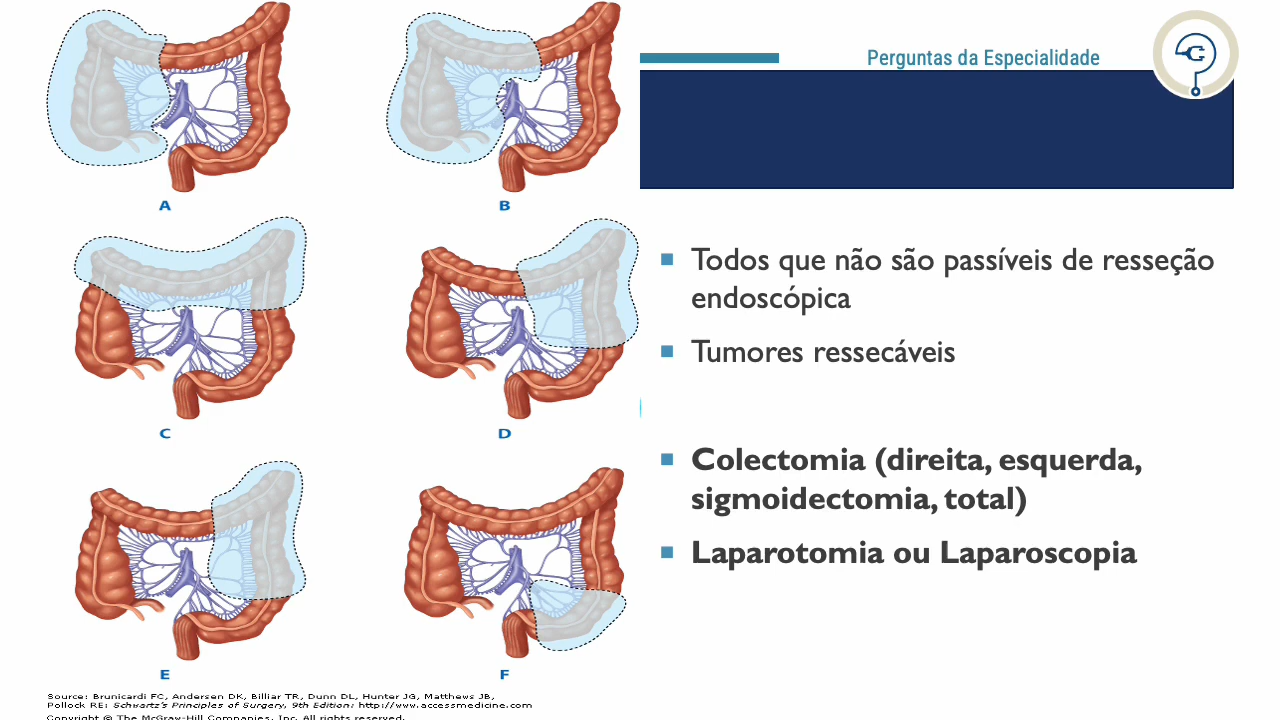 Perguntas da Especialidade
A
B
C
D
E
F
Todos que não são passíveis de resseção
endoscópica
Tumores ressecáveis
Colectomia (direita, esquerda,
sigmoidectomia, total)
Laparotomia ou Laparoscopia
Source: Brunicardi FC, Andersen DK, Billiar TR, Dunn DL, Hunter JG, Matthews JB,
Pollock RE: Schwartz's Principles of Surgery, 9th Edition: http://www.accessmedicine.com
Copyright © The McGraw-Hill Companies, Inc. All rights reserved.